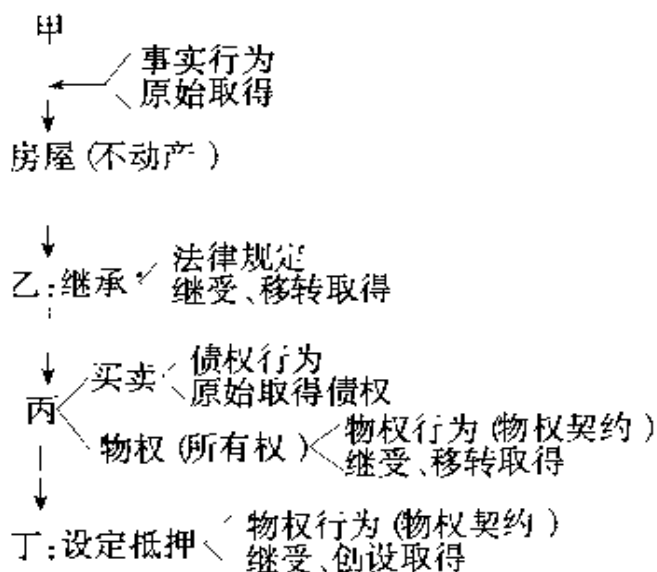 甲
事实行为
原始取得
房屋(不动产)
乙:继承
法律规定
继受、移转取得
丙
买卖
债权行为
原始取得债权
物权(所有权)
物权行为(物权契约)
继受、移转取得
丁:设定抵押
物权行为(物权契约)
继受、创设取得